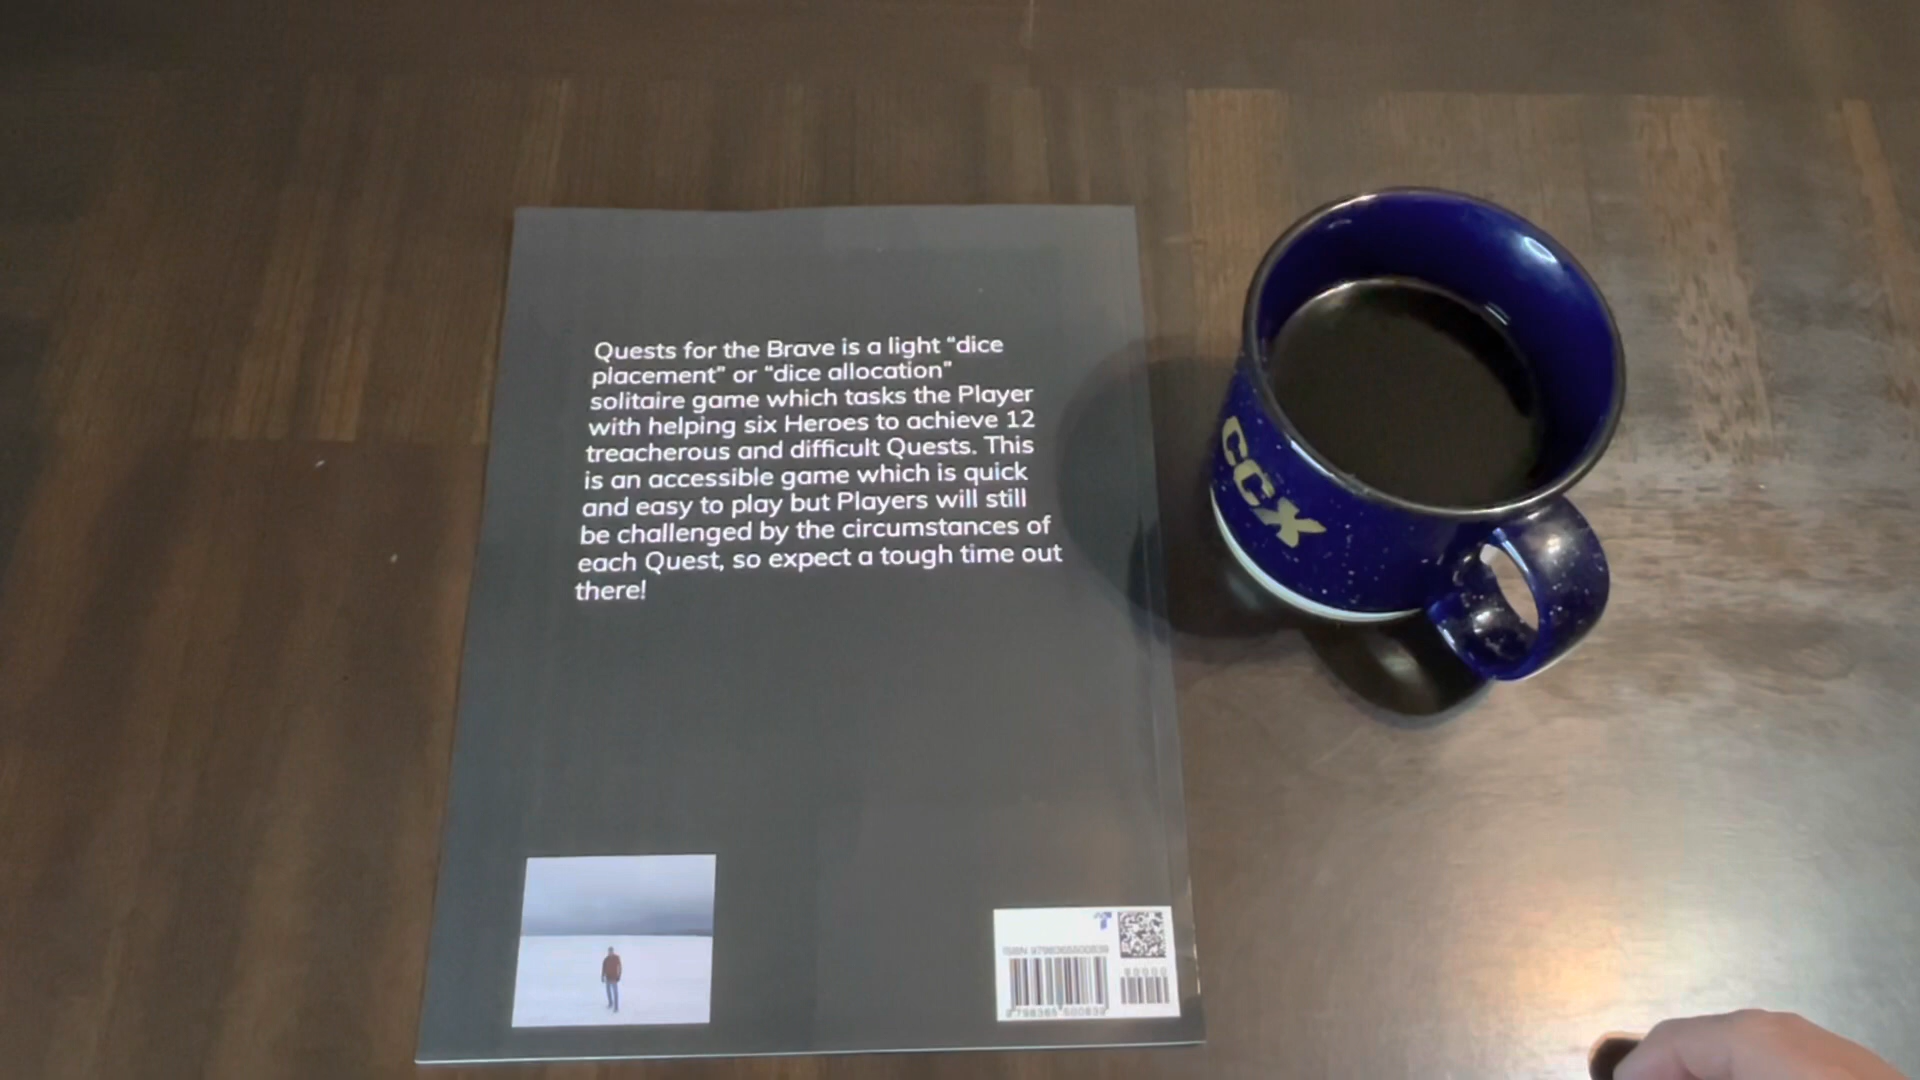 Quests for the Brave is a light “dice
placement” or “dice allocation”
solitaire game which tasks the Player
with helping six Heroes to achieve 12
treacherous and difficult Quests. This
is an accessible game which is quick
and easy to play but Players will still
be challenged by the circumstances of
each Quest, so expect a tough time out
there!
CCX
90000